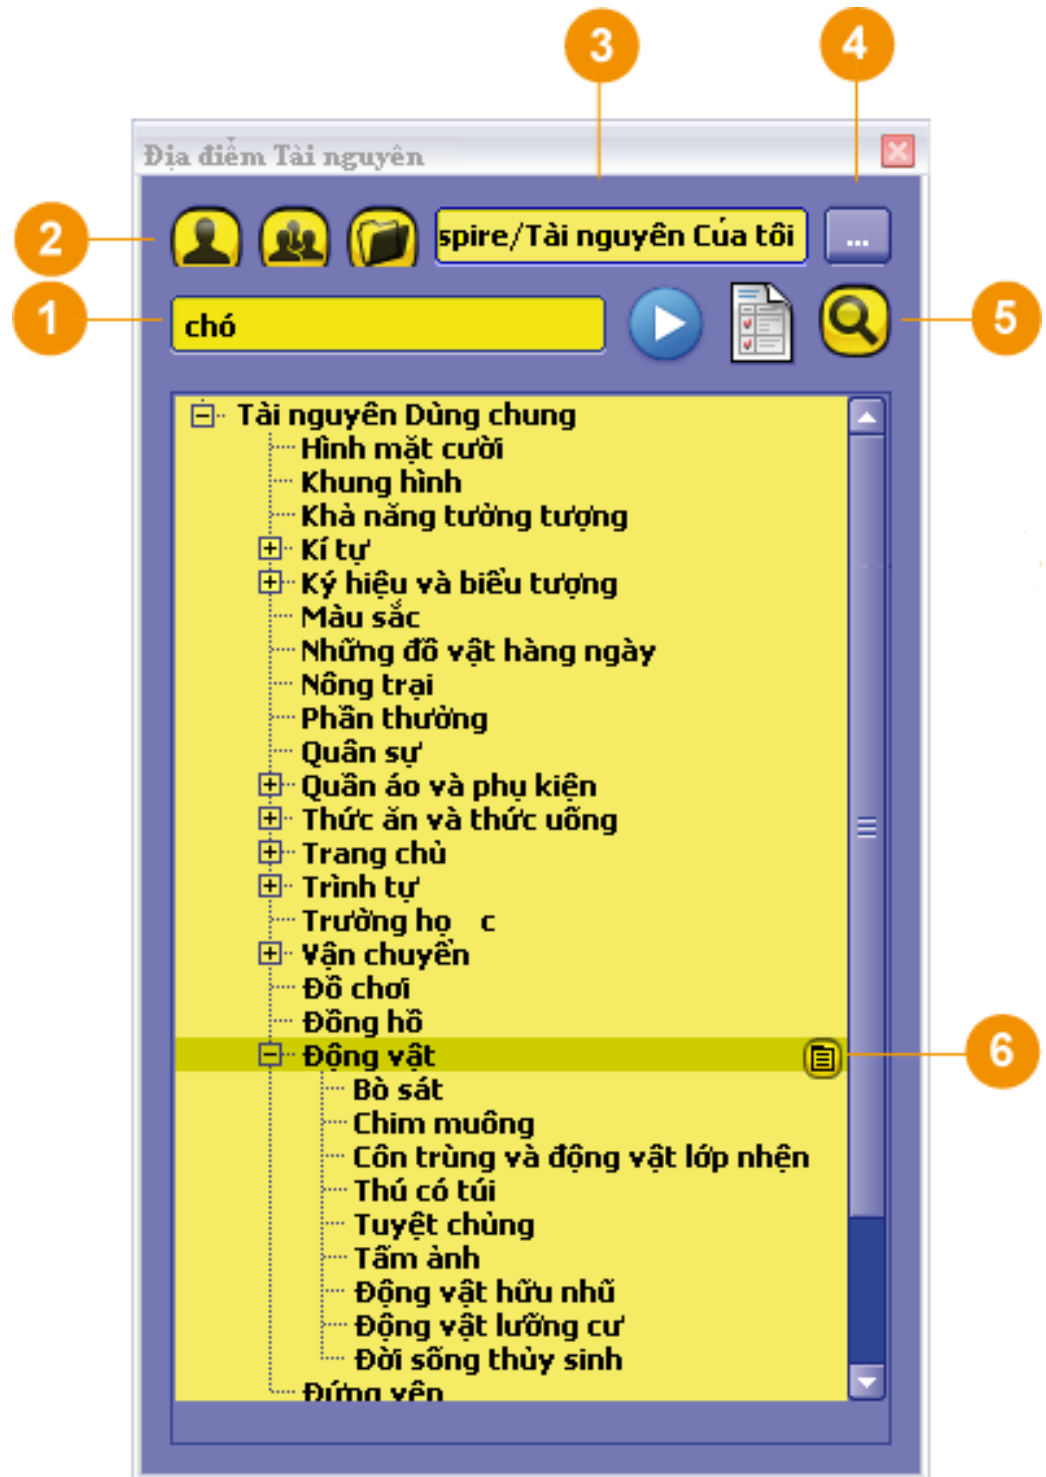 3
4
Địa điểm Tài nguyên
2
spire/Tài nguyên Của tôi
...
1
chó
5
Tài nguyên Dùng chung
Hình mặt cười
Khung hình
Khả năng tưởng tượng
Kí tự
Ký hiệu và biểu tượng
Màu sắc
Những đồ vật hàng ngày
Nông trại
Phần thưởng
Quân sự
Quần áo và phụ kiện
Thức ăn và thức uống
Trang chủ
Trình tự
Trường họ c
Vận chuyển
Đồ chơi
Đồng hồ
Động vật
6
Bò sát
Chim muông
Côn trùng và động vật lớp nhện
Thú có túi
Tuyệt chủng
Tấm ảnh
Động vật hữu nhũ
Động vật lưỡng cư
Đời sống thủy sinh
Đứng yên